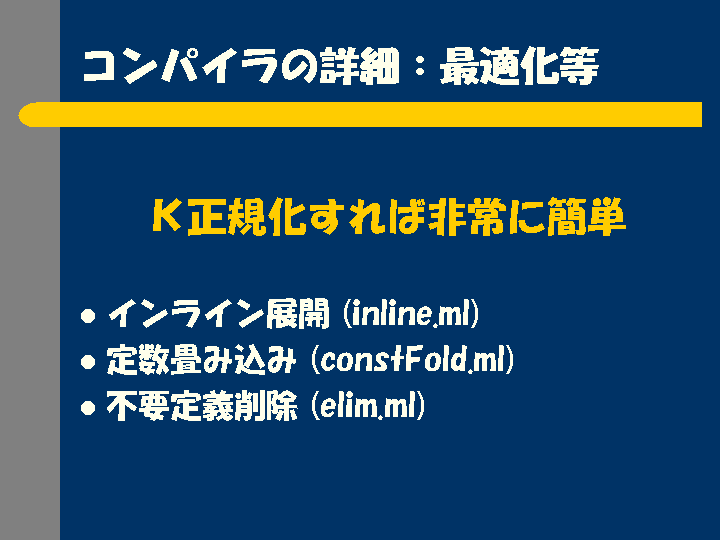 コンパイラの詳細：最適化等
K正規化すれば非常に簡単
● インライン展開 (inline.ml)
● 定数畳み込み (constFold.ml)
● 不要定義削除 (elim.ml)